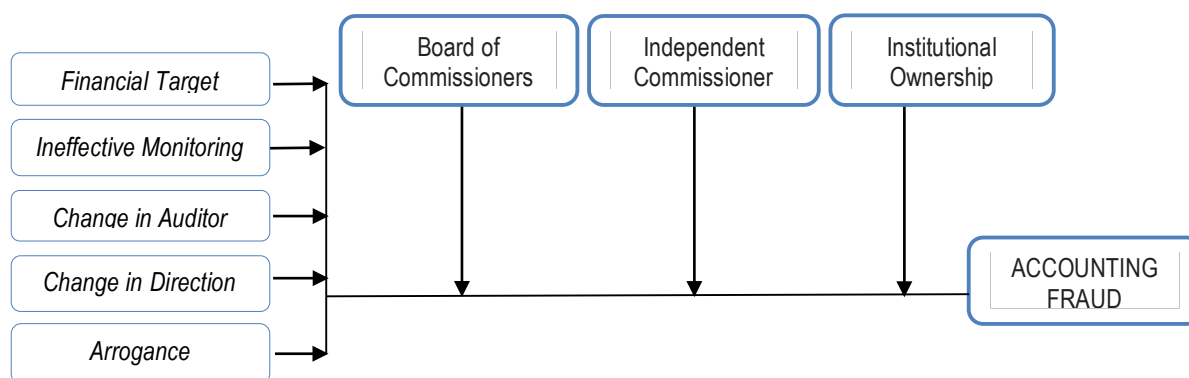 Financial Target
Ineffective Monitoring
Change in Auditor
Change in Direction
Arrogance
Board of
Commissioners
Independent
Commissioner
Institutional
Ownership
ACCOUNTING
FRAUD